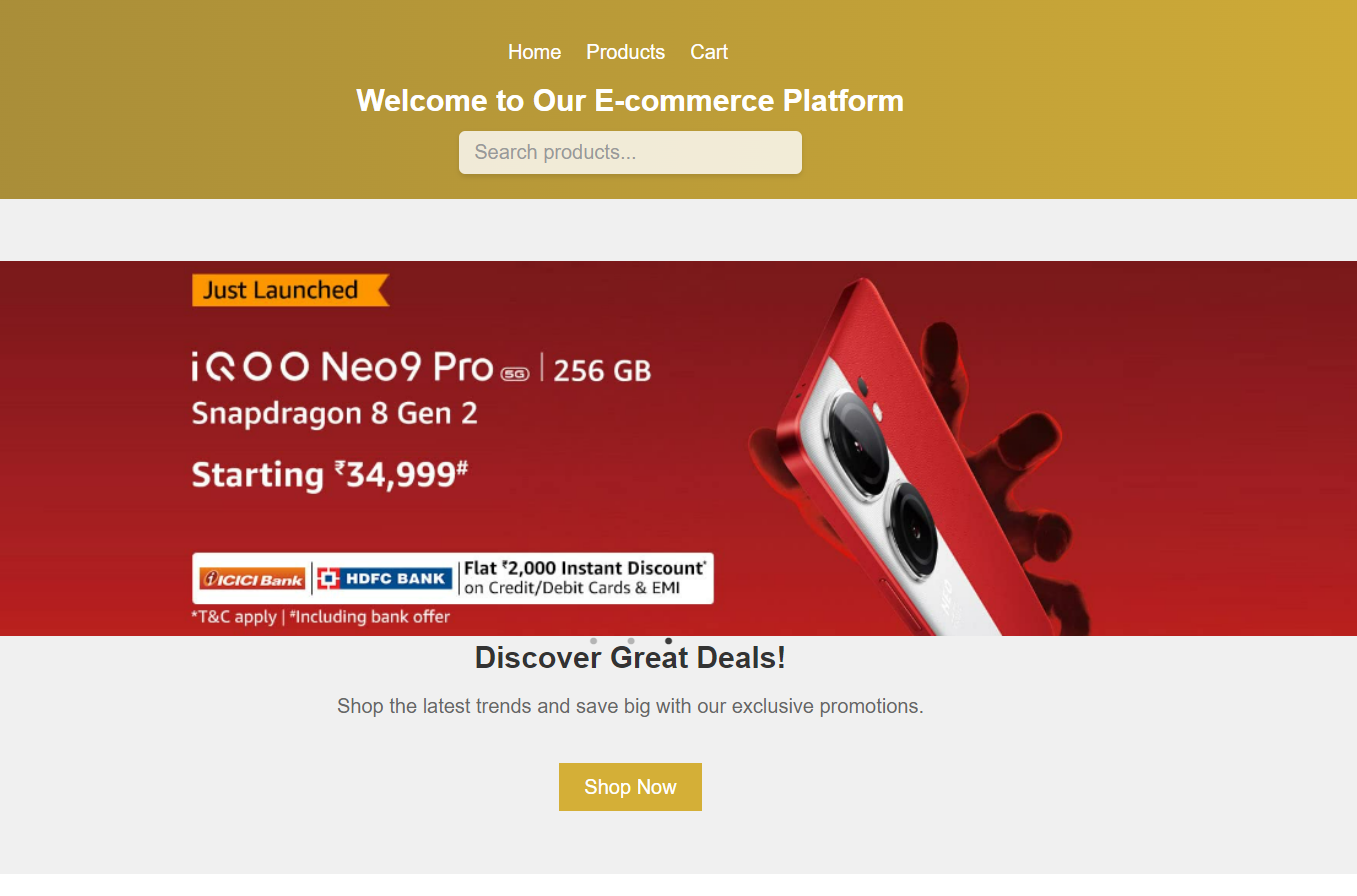 Home Products Cart
Welcome to Our E-commerce Platform
Search products...
Just Launched
iQOO Neo9 Pro 5G | 256 GB
Snapdragon 8 Gen 2
Starting ₹34,999#
ICICI Bank | HDFC BANK | Flat ₹2,000 Instant Discount*
on Credit/Debit Cards & EMI
*T&C apply | #Including bank offer
NEO
Discover Great Deals!
Shop the latest trends and save big with our exclusive promotions.
Shop Now